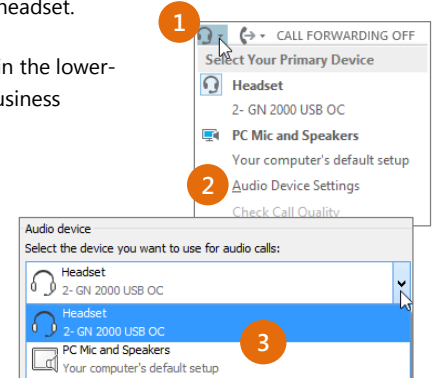 headset.
in the lower-
usiness
1
CALL FORWARDING OFF
Select Your Primary Device
Headset
2- GN 2000 USB OC
PC Mic and Speakers
Your computer's default setup
2
Audio Device Settings
Check Call Quality
Audio device
Select the device you want to use for audio calls:
Headset
2- GN 2000 USB OC
Headset
2- GN 2000 USB OC
3
PC Mic and Speakers
Your computer's default setup